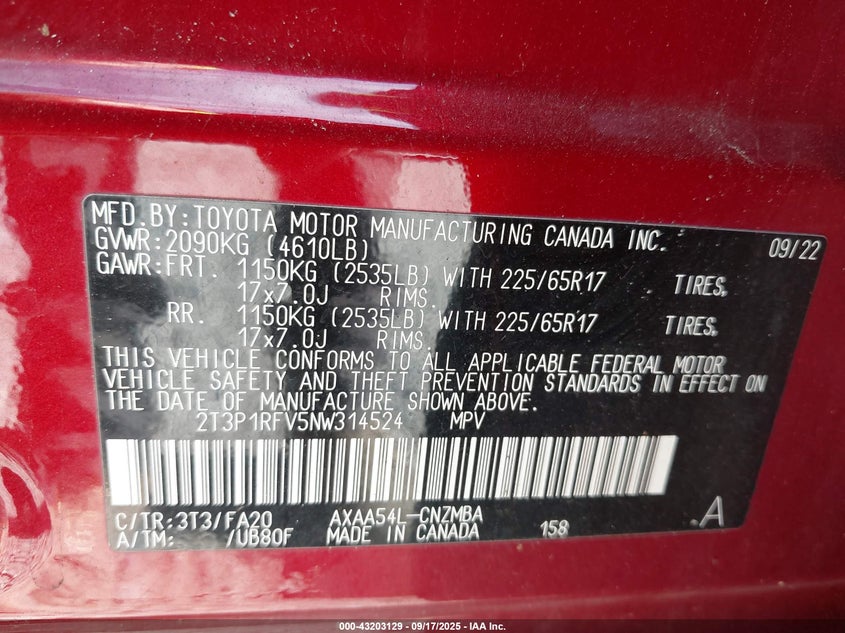 MFD.BY:TOYOTA MOTOR MANUFACTURING CANADA INC. 09/22
GVWR:2090KG (4610LB)
GAWR:FRT. 1150KG (2535LB) WITH 225/65R17 TIRES,
17x7.0J RIMS.
RR. 1150KG (2535LB) WITH 225/65R17 TIRES,
17x7.0J RIMS.
THIS VEHICLE CONFORMS TO ALL APPLICABLE FEDERAL MOTOR
VEHICLE SAFETY AND THEFT PREVENTION STANDARDS IN EFFECT ON
THE DATE OF MANUFACTURE SHOWN ABOVE.
2T3P1RFV5NW314524 MPV
C/TR:3T3/FA20 AXAA54L-CNZMBA 158 .A
A/TM: /UB80F MADE IN CANADA
000-43203129 - 09/17/2025 - IAA Inc.